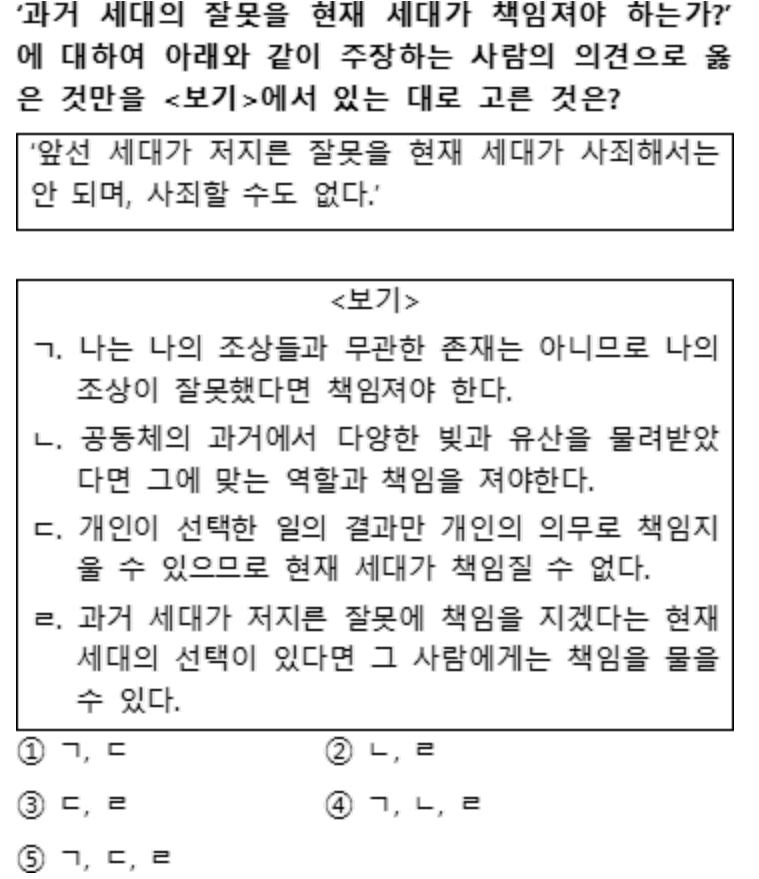 ‘과거 세대의 잘못을 현재 세대가 책임져야 하는가?’
에 대하여 아래와 같이 주장하는 사람의 의견으로 옳
은 것만을 <보기>에서 있는 대로 고른 것은?
‘앞선 세대가 저지른 잘못을 현재 세대가 사죄해서는
안 되며, 사죄할 수도 없다.’
<보기>
ㄱ. 나는 나의 조상들과 무관한 존재는 아니므로 나의
조상이 잘못했다면 책임져야 한다.
ㄴ. 공동체의 과거에서 다양한 빚과 유산을 물려받았
다면 그에 맞는 역할과 책임을 져야한다.
ㄷ. 개인이 선택한 일의 결과만 개인의 의무로 책임지
울 수 있으므로 현재 세대가 책임질 수 없다.
ㄹ. 과거 세대가 저지른 잘못에 책임을 지겠다는 현재
세대의 선택이 있다면 그 사람에게는 책임을 물을
수 있다.
① ㄱ, ㄷ ② ㄴ, ㄹ
③ ㄷ, ㄹ ④ ㄱ, ㄴ, ㄹ
⑤ ㄱ, ㄷ, ㄹ